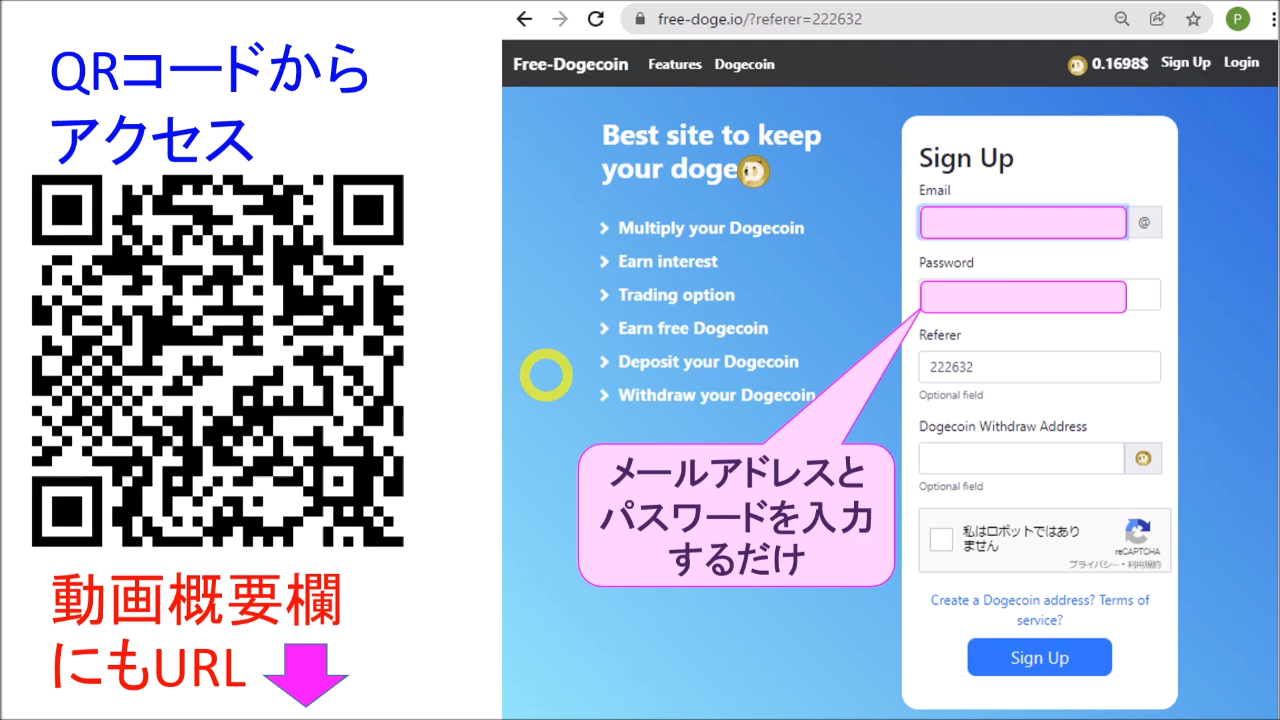 QRコードから
アクセス
動画概要欄
にもURL
free-doge.io/?referer=222632
P
Free-Dogecoin
Features
Dogecoin
0.1698$
Sign Up
Login
Best site to keep
your doge
Multiply your Dogecoin
Earn interest
Trading option
Earn free Dogecoin
Deposit your Dogecoin
Withdraw your Dogecoin
メールアドレスと
パスワードを入力
するだけ
Sign Up
Email
@
Password
Referer
222632
Optional field
Dogecoin Withdraw Address
Optional field
私はロボットではあり
ません
reCAPTCHA
プライバシー・利用規約
Create a Dogecoin address? Terms of
service?
Sign Up